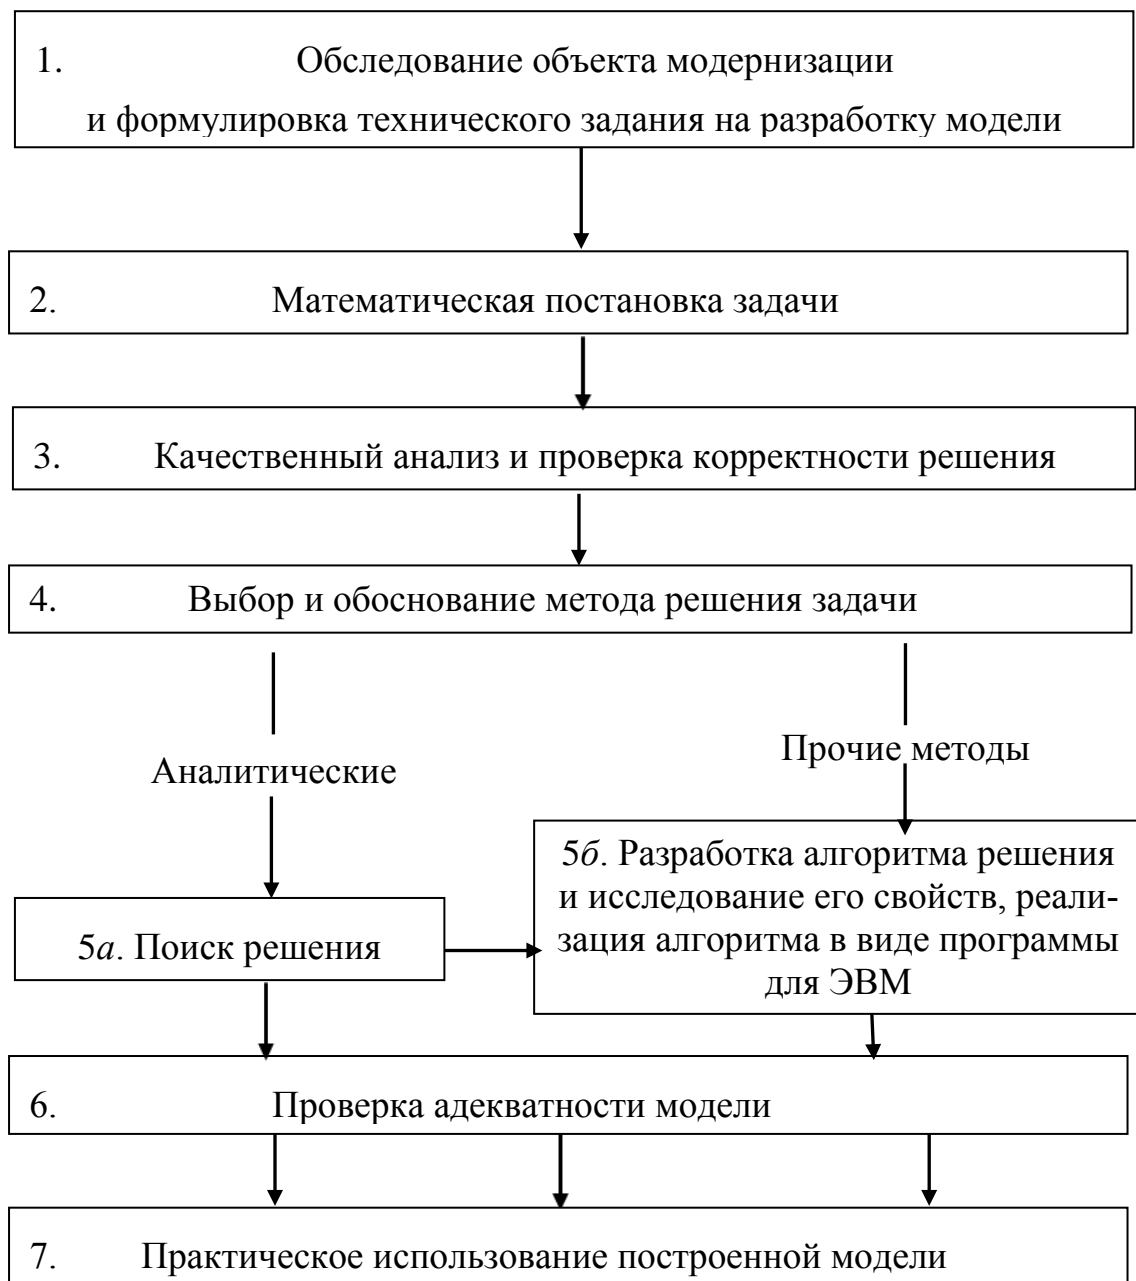 1. Обследование объекта модернизации
и формулировка технического задания на разработку модели
2. Математическая постановка задачи
3. Качественный анализ и проверка корректности решения
4. Выбор и обоснование метода решения задачи
Аналитические
Прочие методы
5а. Поиск решения
5б. Разработка алгоритма решения
и исследование его свойств, реали-
зация алгоритма в виде программы
для ЭВМ
6. Проверка адекватности модели
7. Практическое использование построенной модели